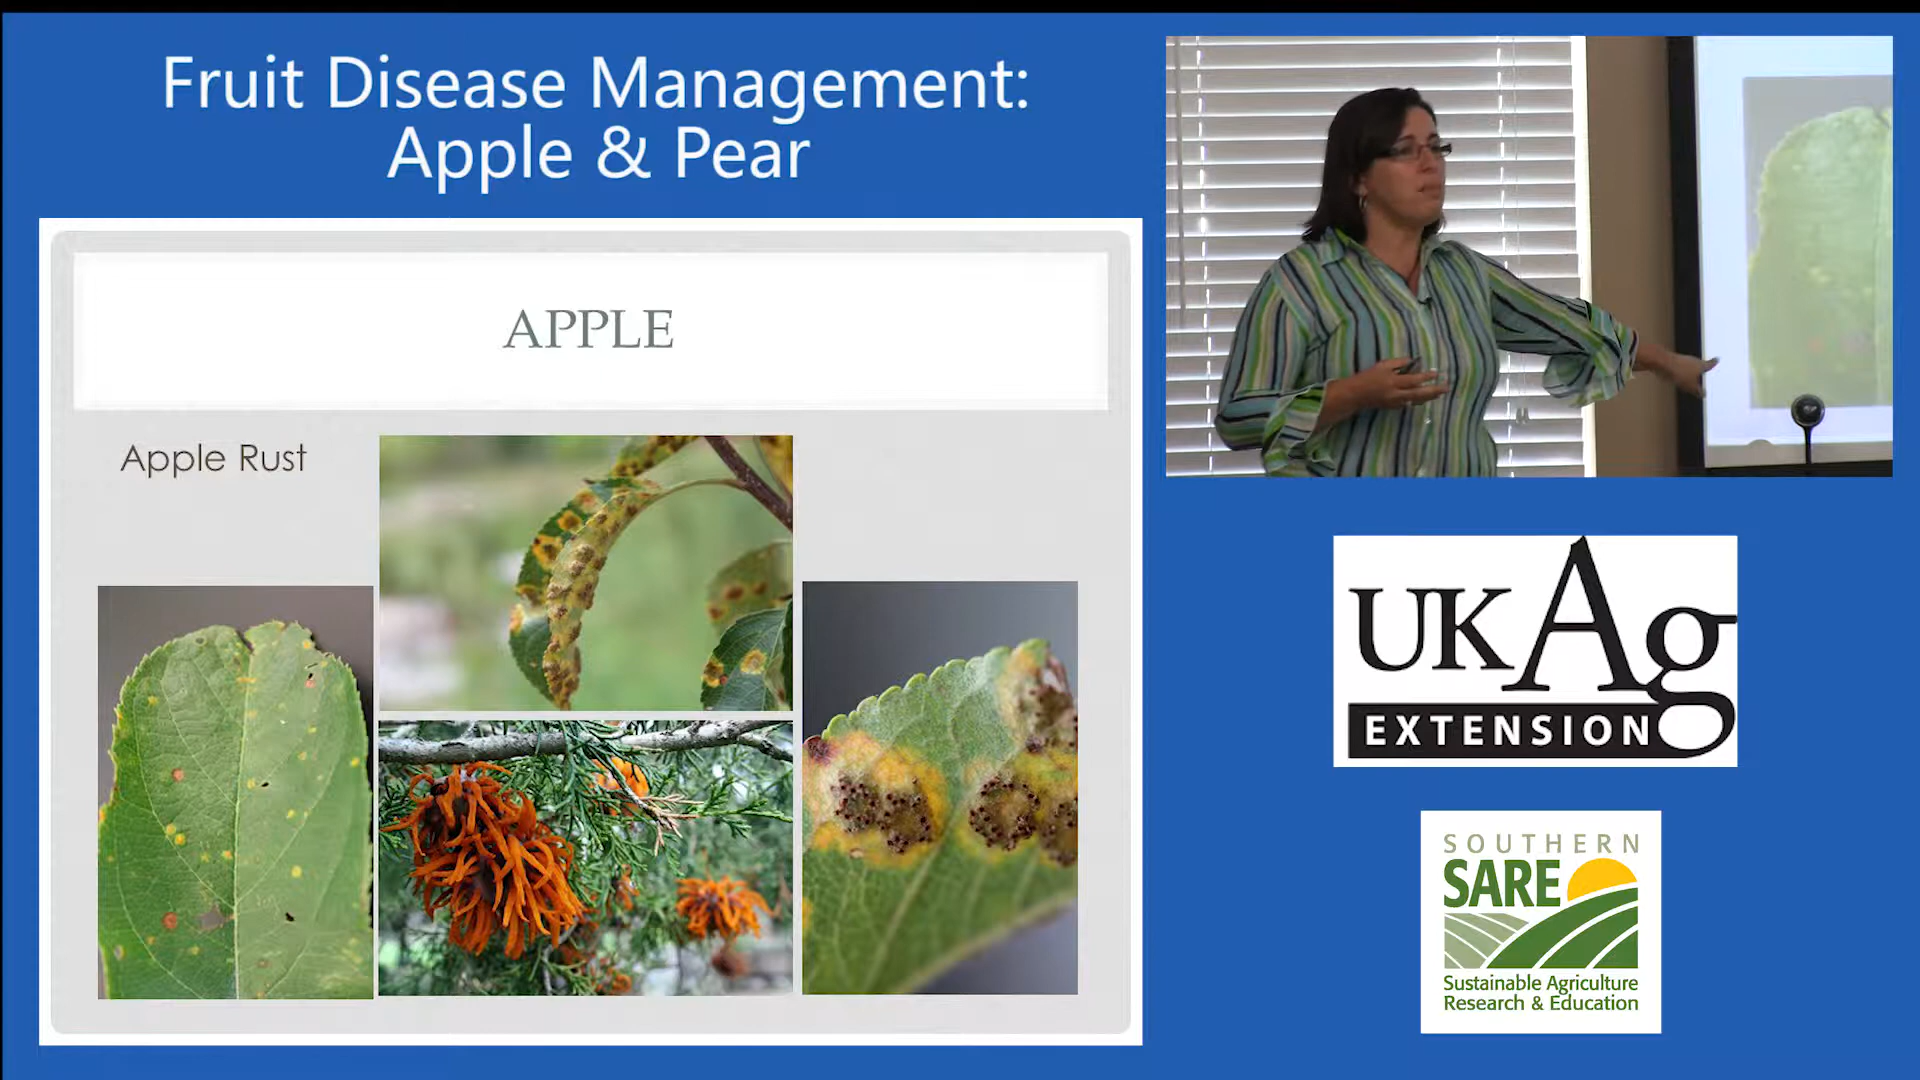 Fruit Disease Management:
Apple & Pear
APPLE
Apple Rust
UKAg
EXTENSION
SOUTHERN
SARE
Sustainable Agriculture
Research & Education